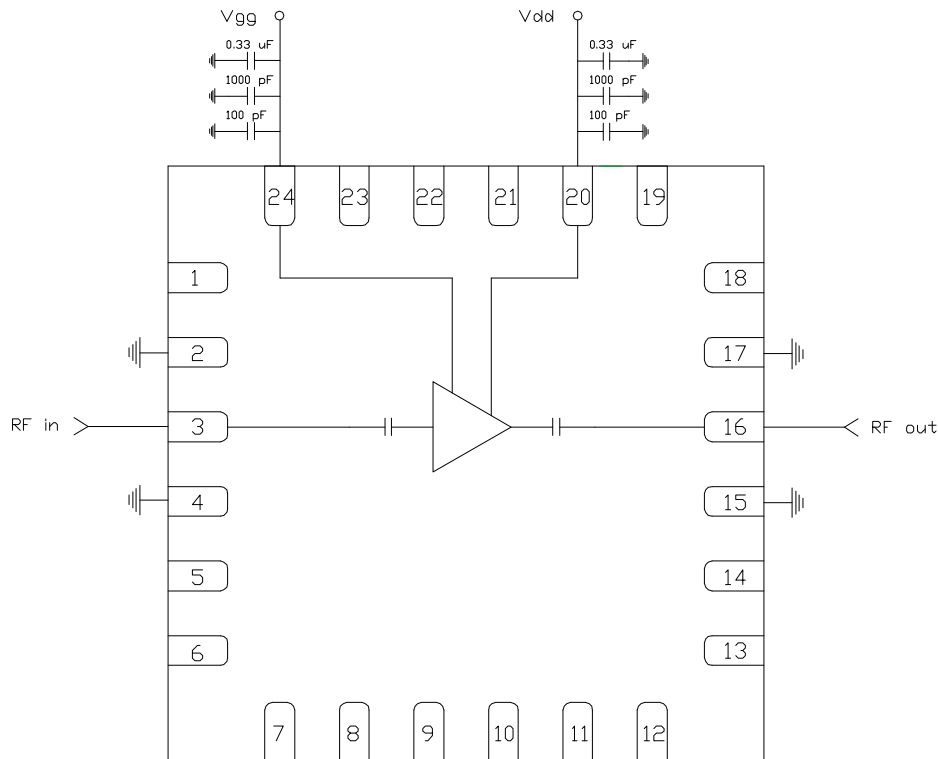 Vgg Vdd
0.33 uF 0.33 uF
1000 pF 1000 pF
100 pF 100 pF
24 23 22 21 20 19
1 18
2 17
RF in 3 16 RF out
4 15
5 14
6 13
7 8 9 10 11 12